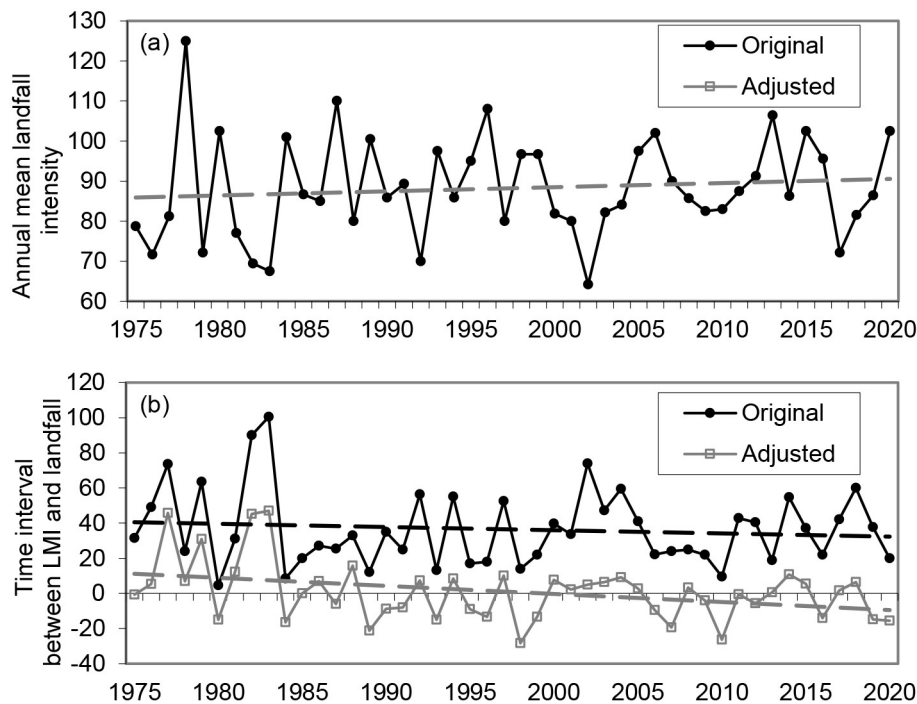 (a)
Original
Adjusted
Annual mean landfall
intensity
130
120
110
100
90
80
70
60
1975 1980 1985 1990 1995 2000 2005 2010 2015 2020
(b)
Original
Adjusted
Time interval
between LMI and landfall
120
100
80
60
40
20
0
-20
-40
1975 1980 1985 1990 1995 2000 2005 2010 2015 2020